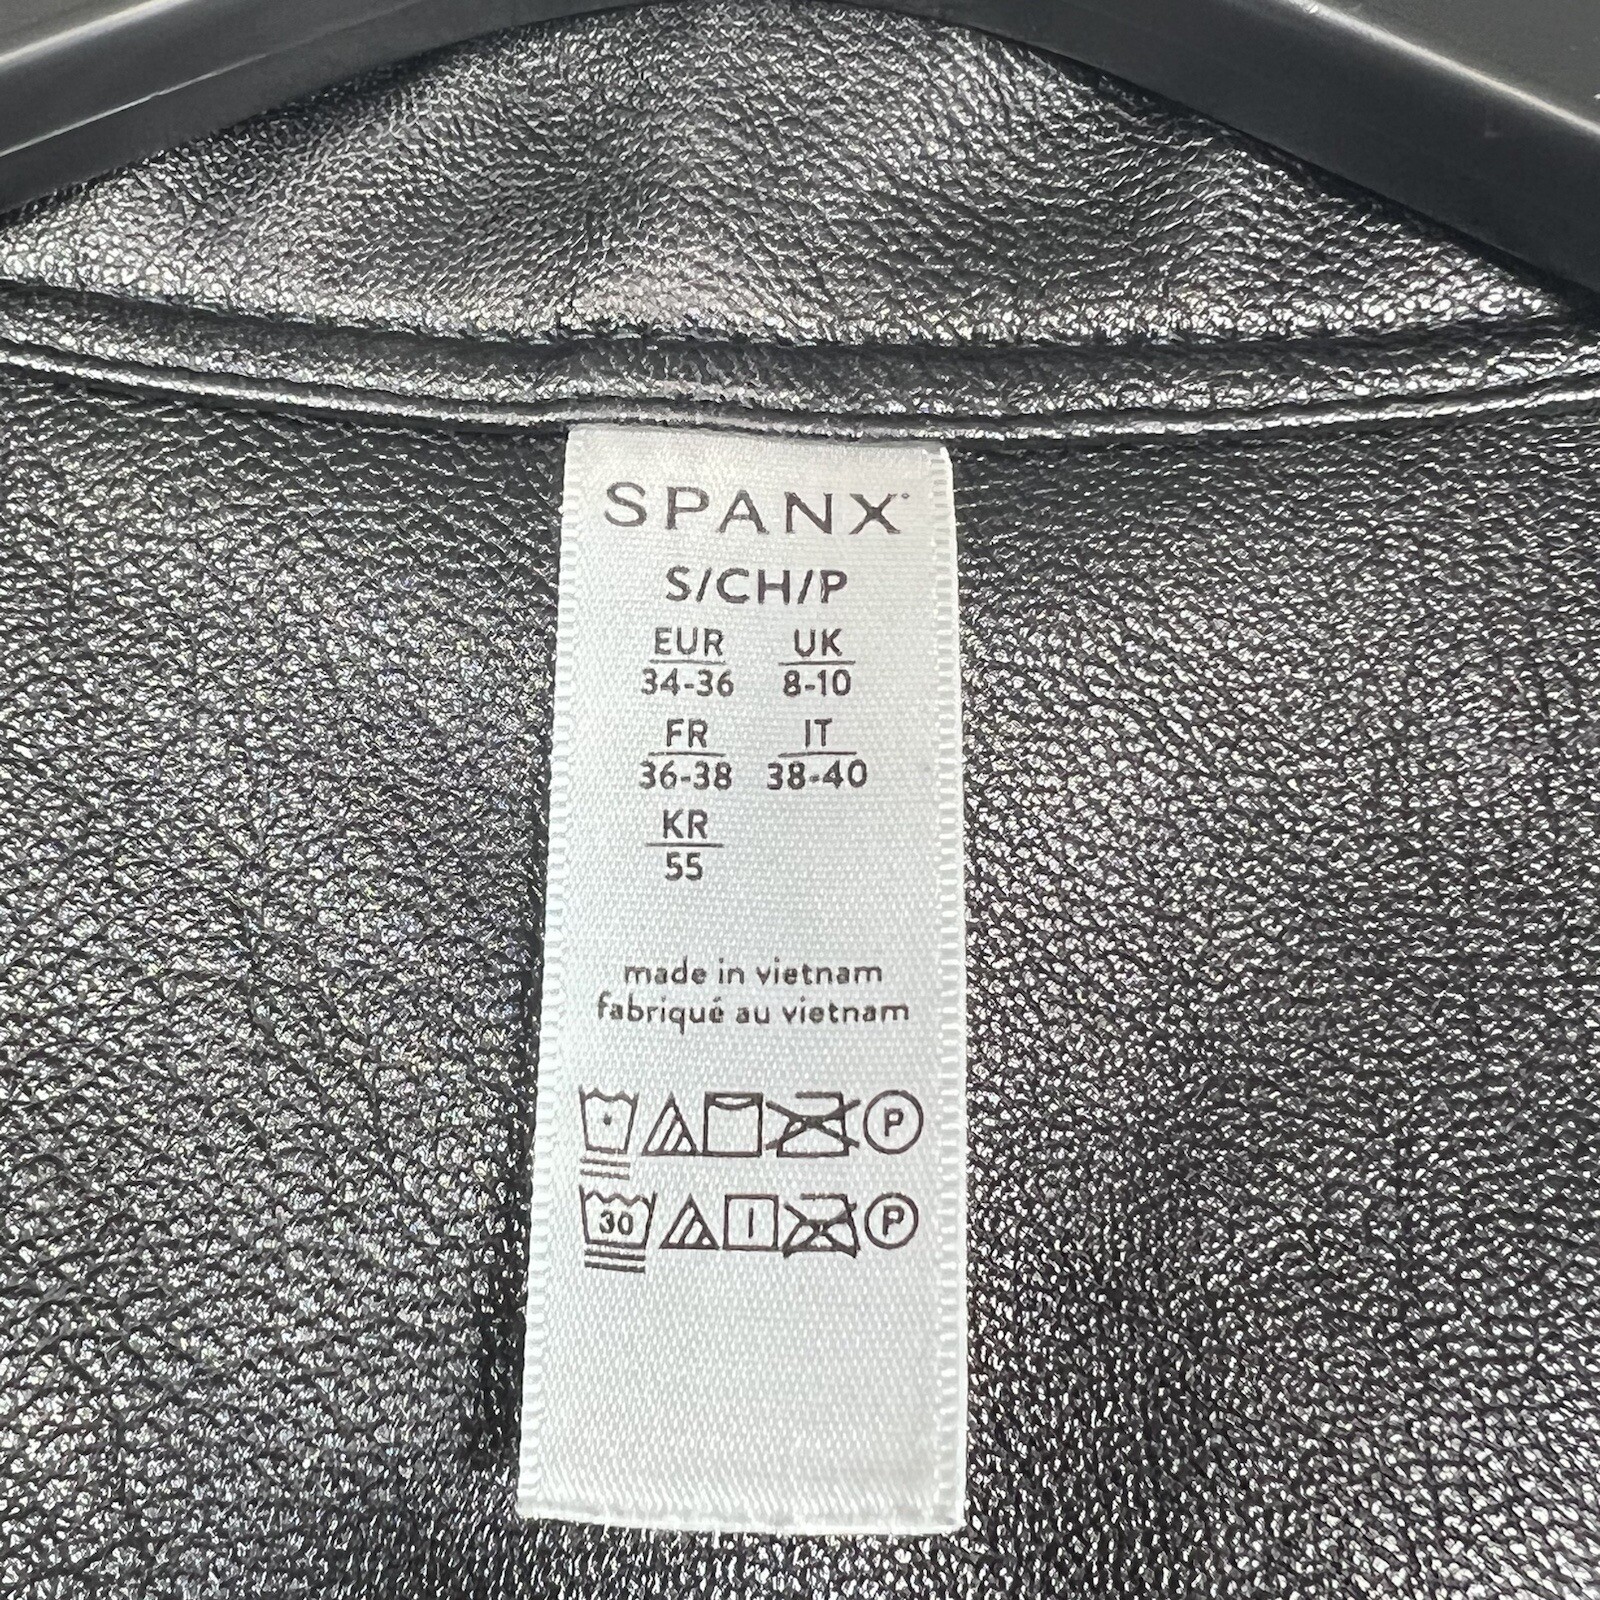 SPANX
S/CH/P
EUR UK
34-36 8-10
FR IT
36-38 38-40
KR
55
made in vietnam
fabriqué au vietnam
P
30 P